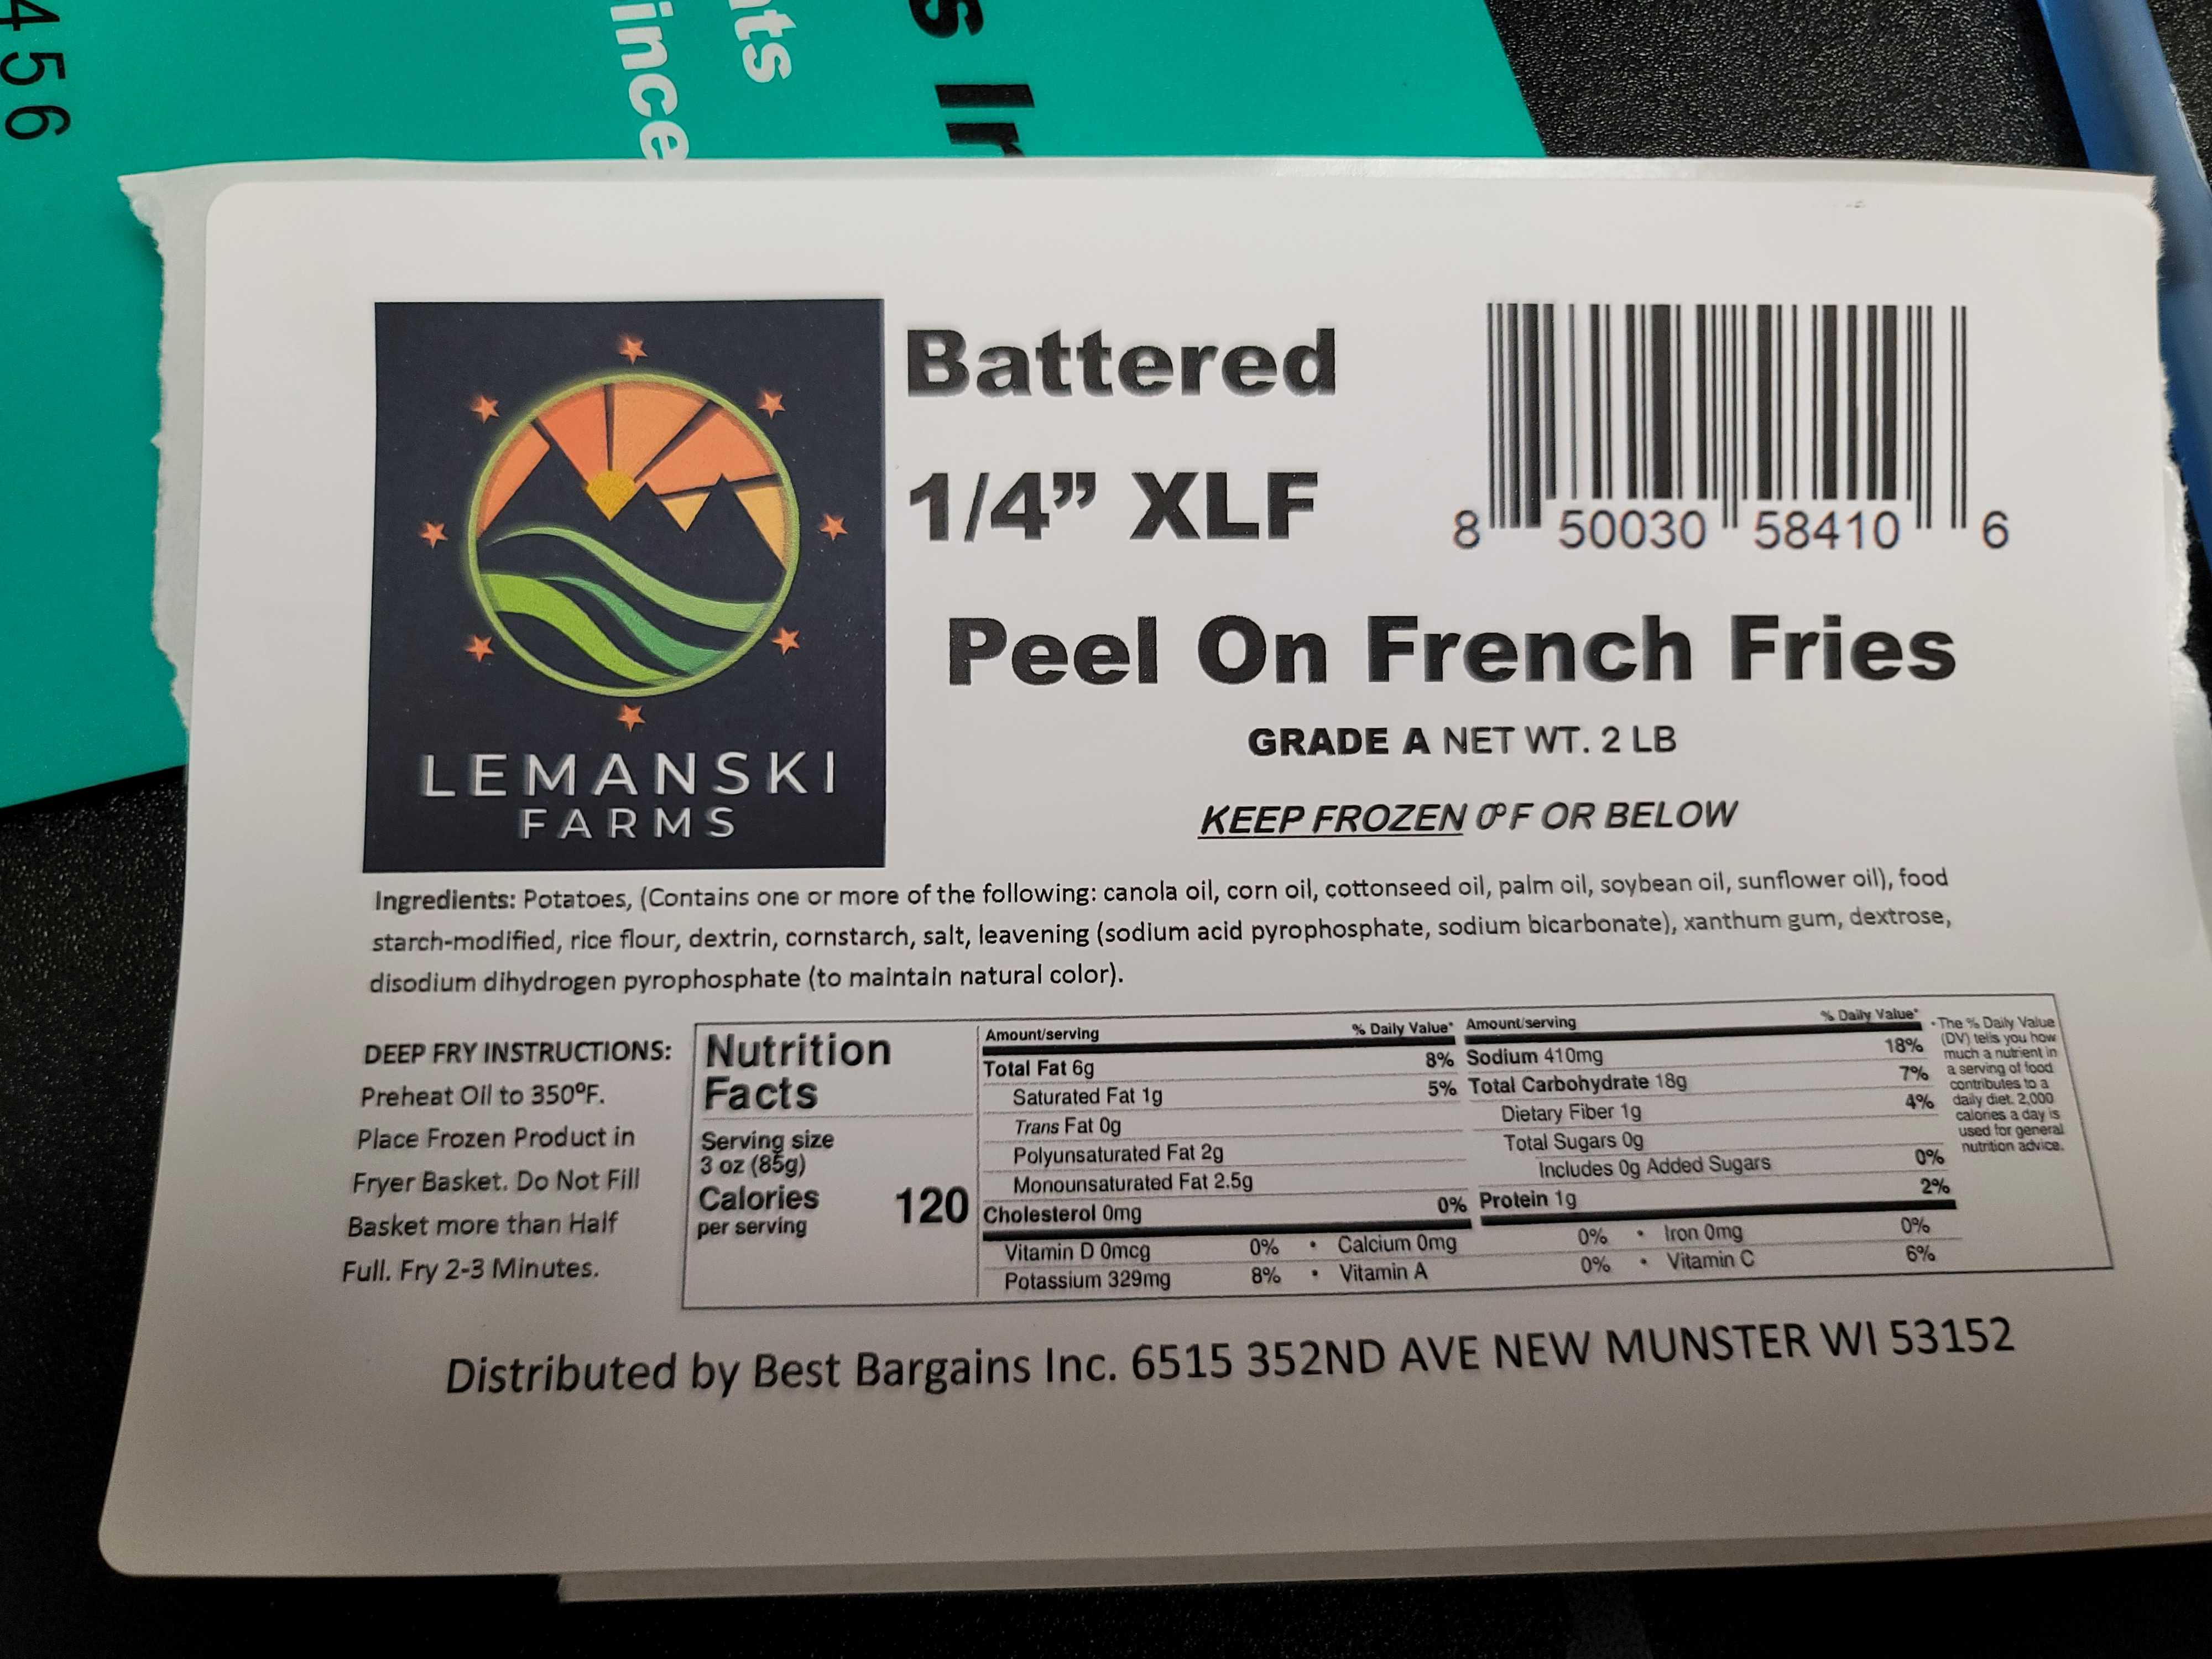 456
ince
ts
s Ir
Battered
1/4” XLF
8 50030 58410 6
Peel On French Fries
GRADE A NET WT. 2 LB
KEEP FROZEN 0°F OR BELOW
LEMANSKI
FARMS
Ingredients: Potatoes, (Contains one or more of the following: canola oil, corn oil, cottonseed oil, palm oil, soybean oil, sunflower oil), food
starch-modified, rice flour, dextrin, cornstarch, salt, leavening (sodium acid pyrophosphate, sodium bicarbonate), xanthum gum, dextrose,
disodium dihydrogen pyrophosphate (to maintain natural color).
DEEP FRY INSTRUCTIONS:
Preheat Oil to 350ºF.
Place Frozen Product in
Fryer Basket. Do Not Fill
Basket more than Half
Full. Fry 2-3 Minutes.
Nutrition
Facts
Serving size
3 oz (85g)
Calories 120
per serving
Amount/serving % Daily Value*
Total Fat 6g 8%
Saturated Fat 1g 5%
Trans Fat 0g
Polyunsaturated Fat 2g
Monounsaturated Fat 2.5g
Cholesterol 0mg 0%
Amount/serving % Daily Value*
Sodium 410mg 18%
Total Carbohydrate 18g 7%
Dietary Fiber 1g 4%
Total Sugars 0g
Includes 0g Added Sugars 0%
Protein 1g 2%
Vitamin D 0mcg 0% • Calcium 0mg 0% • Iron 0mg 0%
Potassium 329mg 8% • Vitamin A 0% • Vitamin C 6%
* The % Daily Value
(DV) tells you how
much a nutrient in
a serving of food
contributes to a
daily diet. 2,000
calories a day is
used for general
nutrition advice.
Distributed by Best Bargains Inc. 6515 352ND AVE NEW MUNSTER WI 53152